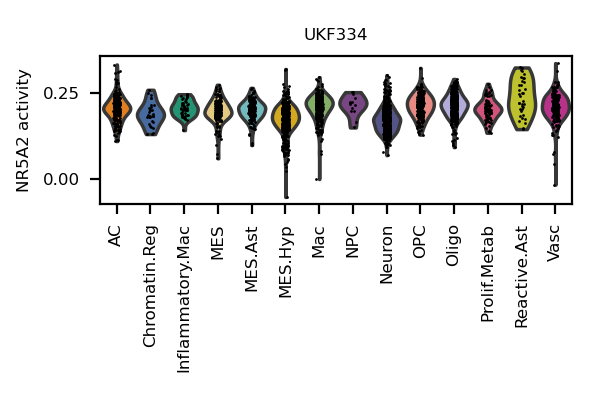 UKF334
NR5A2 activity
0.25
0.00
AC
Chromatin.Reg
Inflammatory.Mac
MES
MES.Ast
MES.Hyp
Mac
NPC
Neuron
OPC
Oligo
Prolif.Metab
Reactive.Ast
Vasc